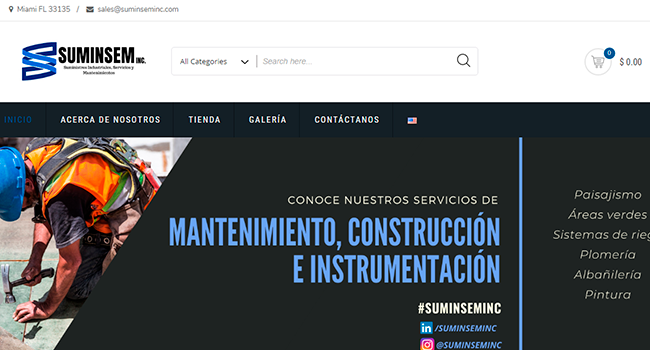 Miami FL 33135 / sales@suminseminc.com
SUMINSEM INC.
Suministros Industriales, Servicios y
Mantenimientos
All Categories
Search here...
0
$ 0.00
INICIO
ACERCA DE NOSOTROS
TIENDA
GALERÍA
CONTÁCTANOS
CONOCE NUESTROS SERVICIOS DE
MANTENIMIENTO, CONSTRUCCIÓN
E INSTRUMENTACIÓN
#SUMINSEMINC
/SUMINSEMINC
@SUMINSEMINC
Paisajismo
Áreas verdes
Sistemas de rieg
Plomería
Albañilería
Pintura